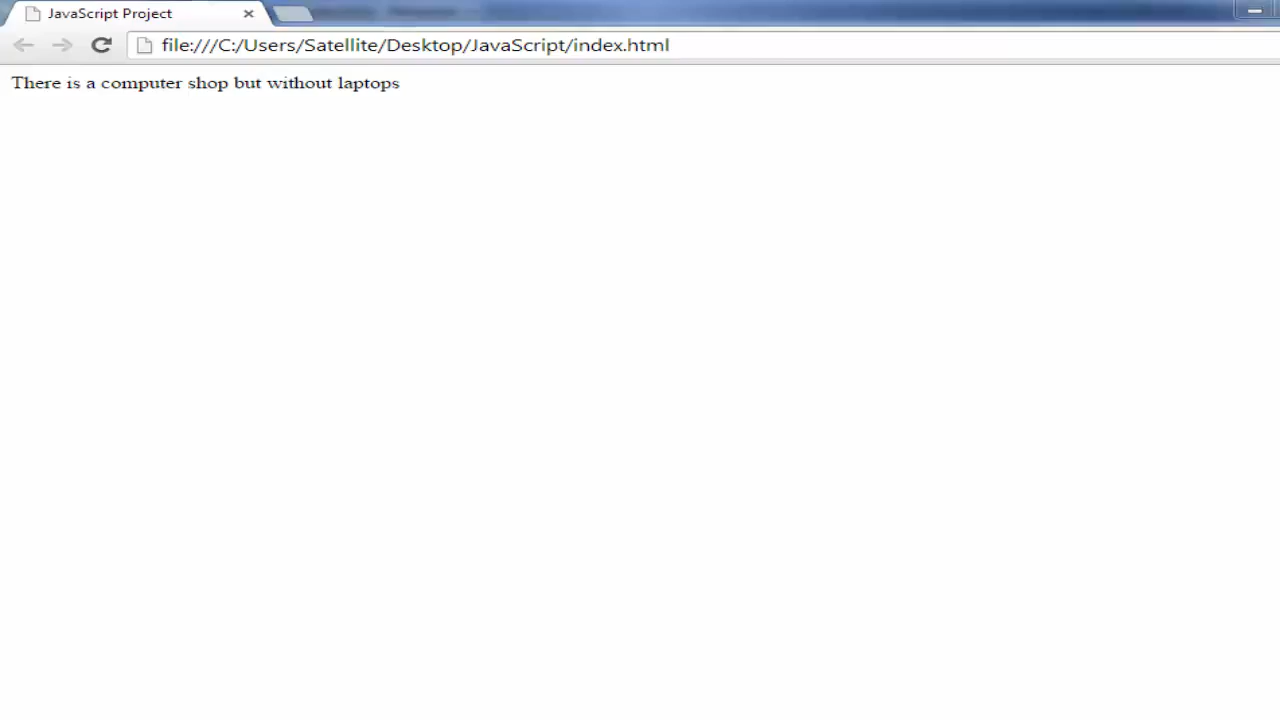 JavaScript Project
file:///C:/Users/Satellite/Desktop/JavaScript/index.html
There is a computer shop but without laptops